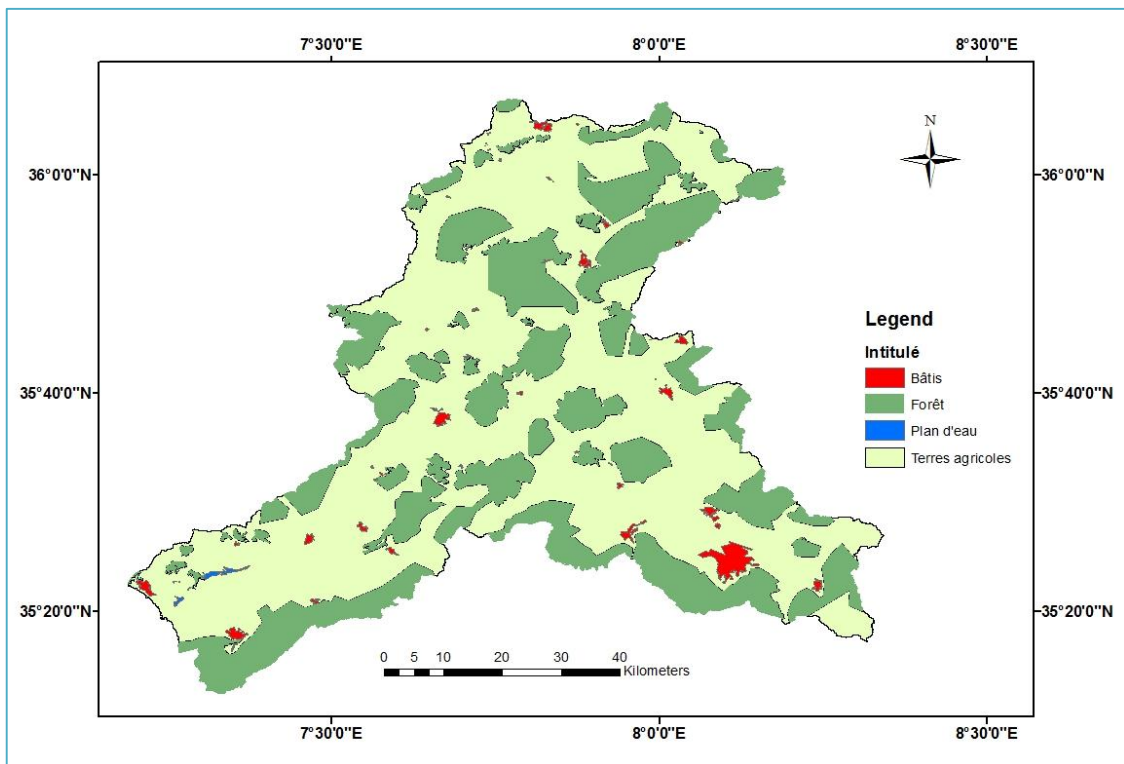 7°30'0"E 8°0'0"E 8°30'0"E
N
36°0'0"N 36°0'0"N
Legend
Intitulé
Bâtis
Forêt
Plan d'eau
Terres agricoles
35°40'0"N 35°40'0"N
35°20'0"N 35°20'0"N
0 5 10 20 30 40
Kilometers
7°30'0"E 8°0'0"E 8°30'0"E